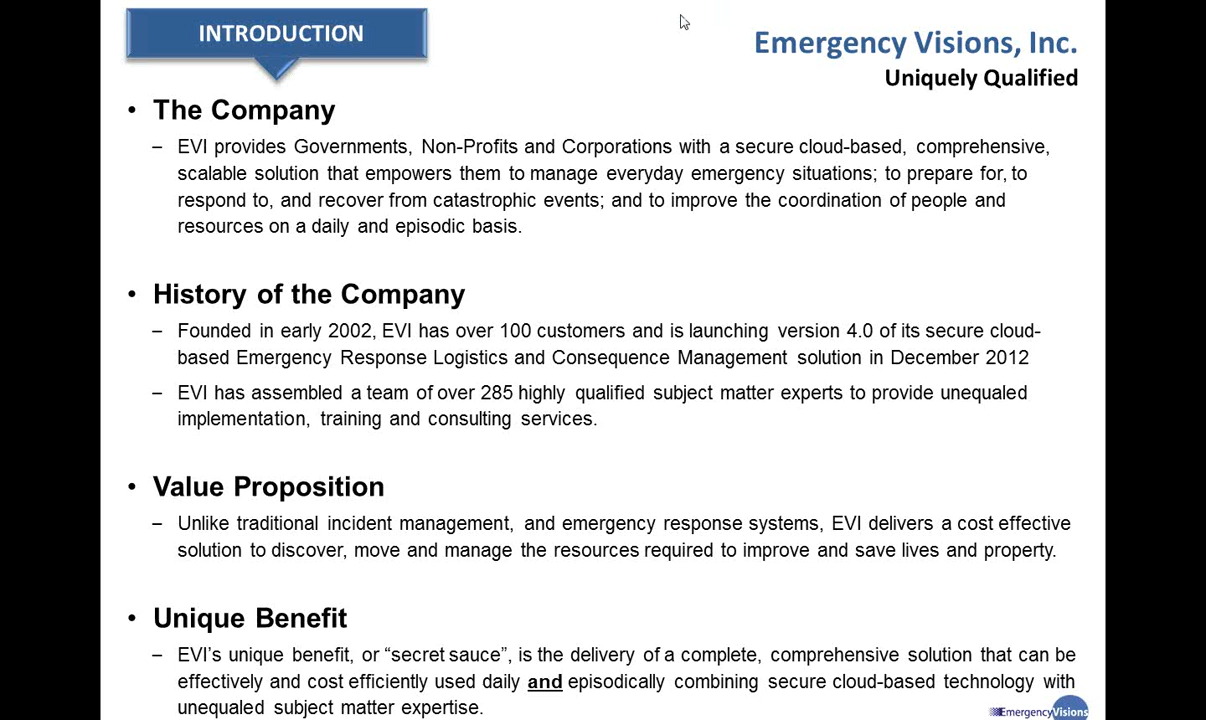 INTRODUCTION
Emergency Visions, Inc.
Uniquely Qualified
• The Company
– EVI provides Governments, Non-Profits and Corporations with a secure cloud-based, comprehensive,
scalable solution that empowers them to manage everyday emergency situations; to prepare for, to
respond to, and recover from catastrophic events; and to improve the coordination of people and
resources on a daily and episodic basis.
• History of the Company
– Founded in early 2002, EVI has over 100 customers and is launching version 4.0 of its secure cloud-
based Emergency Response Logistics and Consequence Management solution in December 2012
– EVI has assembled a team of over 285 highly qualified subject matter experts to provide unequaled
implementation, training and consulting services.
• Value Proposition
– Unlike traditional incident management, and emergency response systems, EVI delivers a cost effective
solution to discover, move and manage the resources required to improve and save lives and property.
• Unique Benefit
– EVI’s unique benefit, or “secret sauce”, is the delivery of a complete, comprehensive solution that can be
effectively and cost efficiently used daily and episodically combining secure cloud-based technology with
unequaled subject matter expertise.
EmergencyVisions